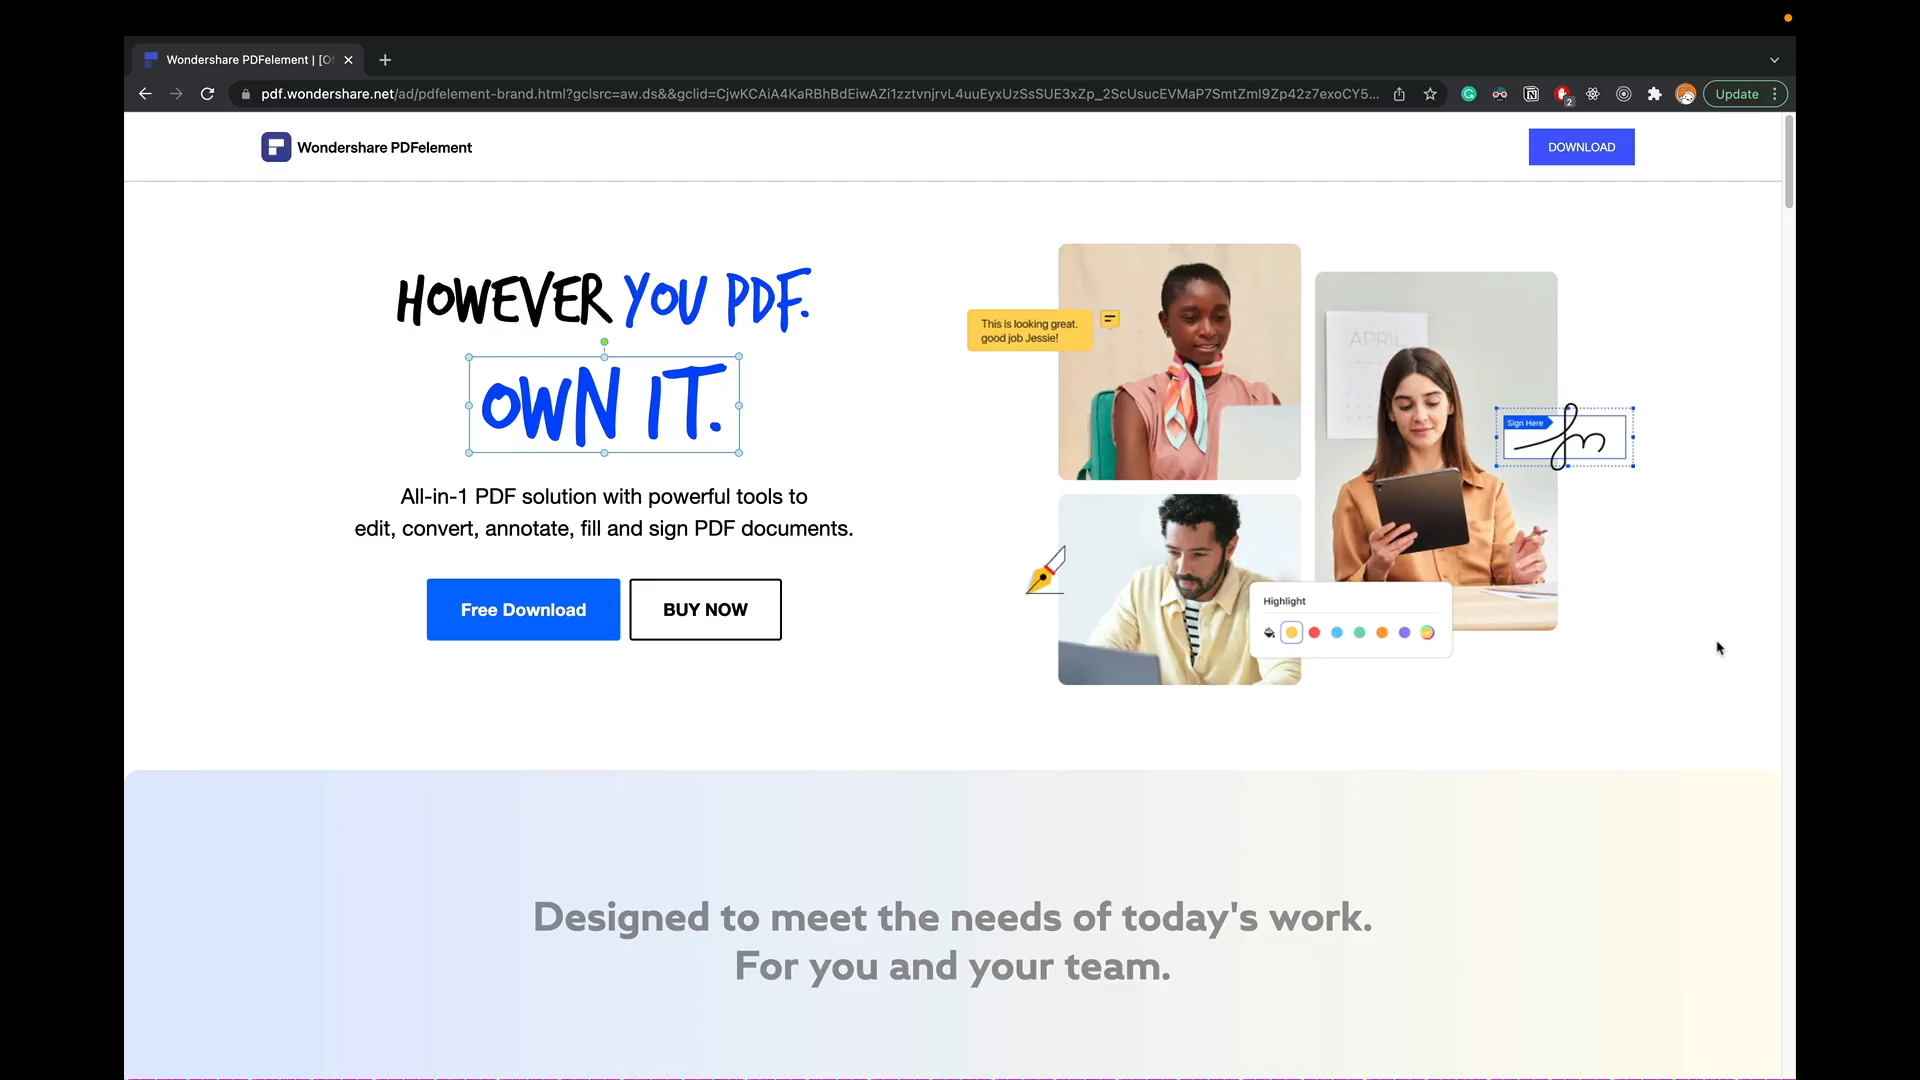 Wondershare PDFelement | [O
pdf.wondershare.net/ad/pdfelement-brand.html?gclsrc=aw.ds&&gclid=CjwKCAiA4KaRBhBdEiwAZi1zztvnjrvL4uuEyxUzSsSUE3xZp_2ScUsucEVMaP7SmtZmI9Zp42z7exoCY5...
2
Update
Wondershare PDFelement
DOWNLOAD
HOWEVER YOU PDF.
OWN IT.
All-in-1 PDF solution with powerful tools to
edit, convert, annotate, fill and sign PDF documents.
Free Download
BUY NOW
This is looking great.
good job Jessie!
APRIL
Sign Here
Highlight
Designed to meet the needs of today's work.
For you and your team.